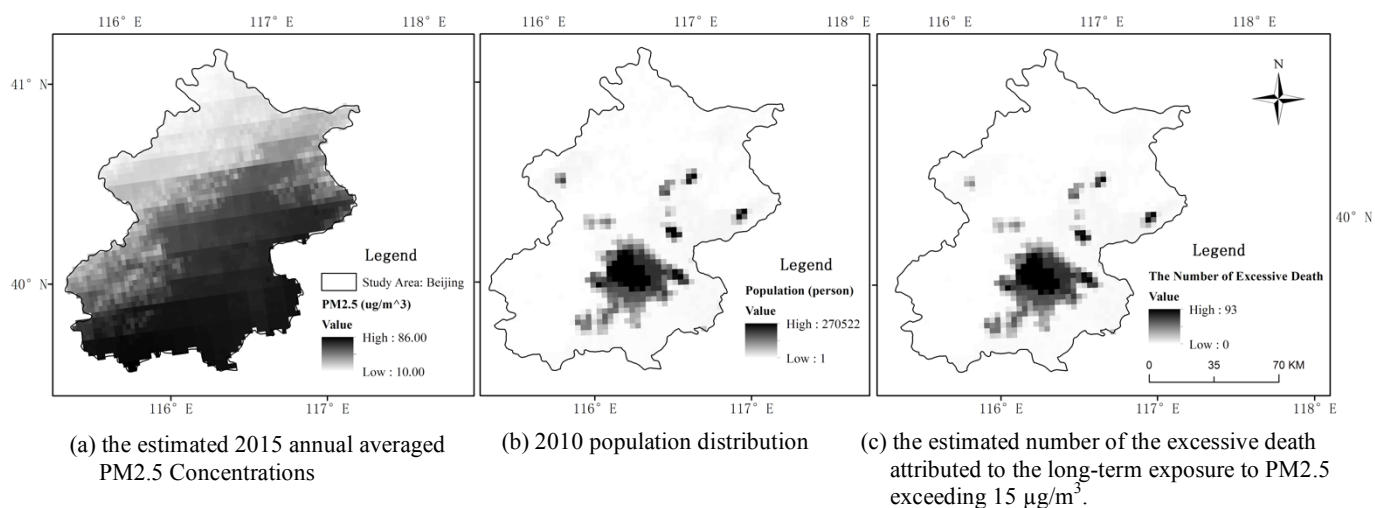 116° E 117° E 116° E 117° E 116° E 117° E 118° E
41° N
40° N
Legend
Study Area: Beijing
PM2.5 (ug/m^3)
Value
High : 86.00
Low : 10.00
116° E 117° E
Legend
Population (person)
Value
High : 270522
Low : 1
116° E 117° E
N
40° N
Legend
The Number of Excessive Death
Value
High : 93
Low : 0
0 35 70 KM
116° E 117° E 118° E
(a) the estimated 2015 annual averaged
PM2.5 Concentrations
(b) 2010 population distribution
(c) the estimated number of the excessive death
attributed to the long-term exposure to PM2.5
exceeding 15 µg/m³.